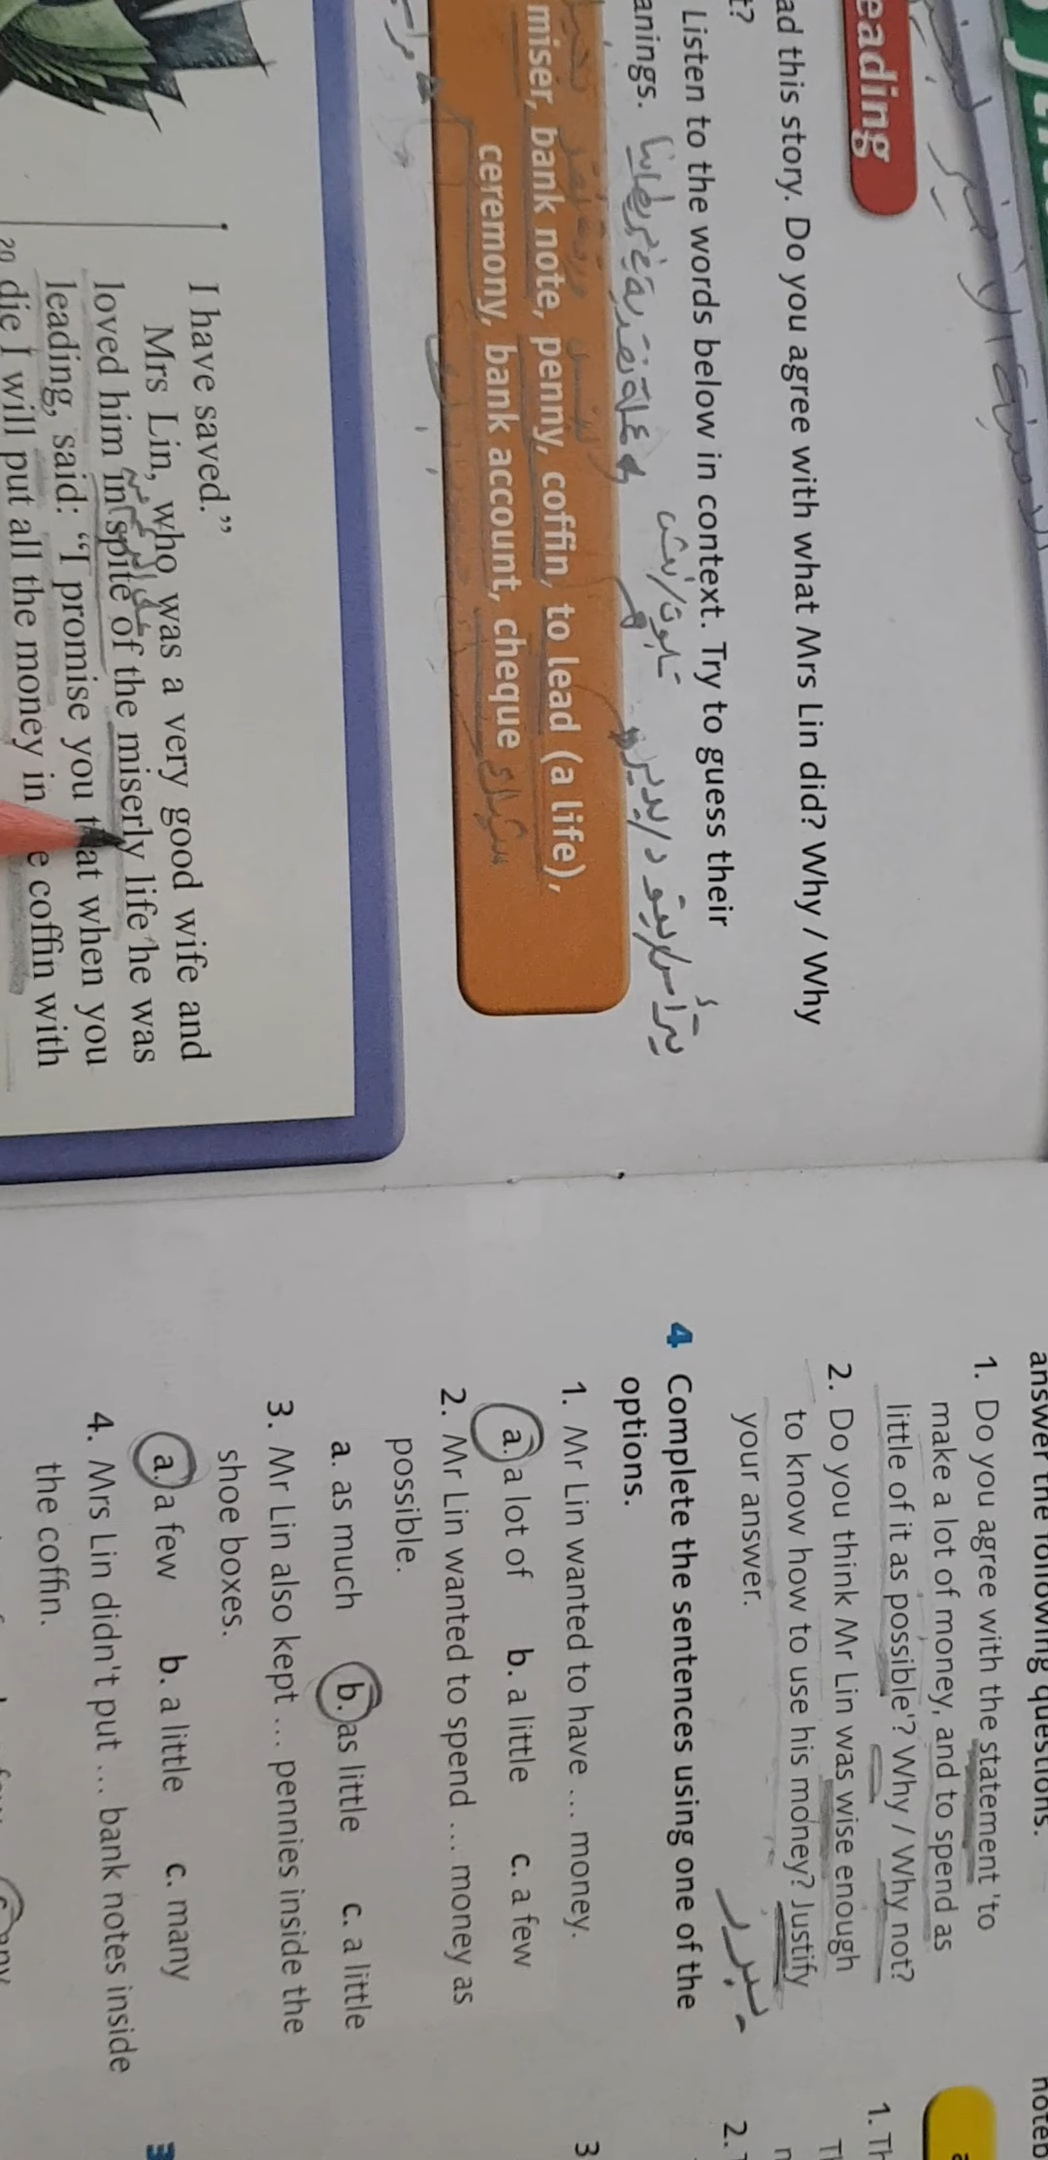 eading
ad this story. Do you agree with what Mrs Lin did? Why / Why
t?
Listen to the words below in context. Try to guess their
anings.
تابوت/نعش
miser, bank note, penny, coffin, to lead (a life),
ceremony, bank account, cheque
I have saved.”
Mrs Lin, who was a very good wife and
loved him in spite of the miserly life he was
leading, said: “I promise you at when you
20 die I will put all the money in e coffin with
answer the following questions.
1. Do you agree with the statement 'to
make a lot of money, and to spend as
little of it as possible'? Why / Why not?
2. Do you think Mr Lin was wise enough
to know how to use his money? Justify
your answer.
4 Complete the sentences using one of the
options.
1. Mr Lin wanted to have ... money.
a. a lot of b. a little c. a few
2. Mr Lin wanted to spend ... money as
possible.
a. as much b. as little c. a little
3. Mr Lin also kept ... pennies inside the
shoe boxes.
a. a few b. a little c. many
4. Mrs Lin didn't put ... bank notes inside
the coffin.
noteb
a
1. Th
2.
3